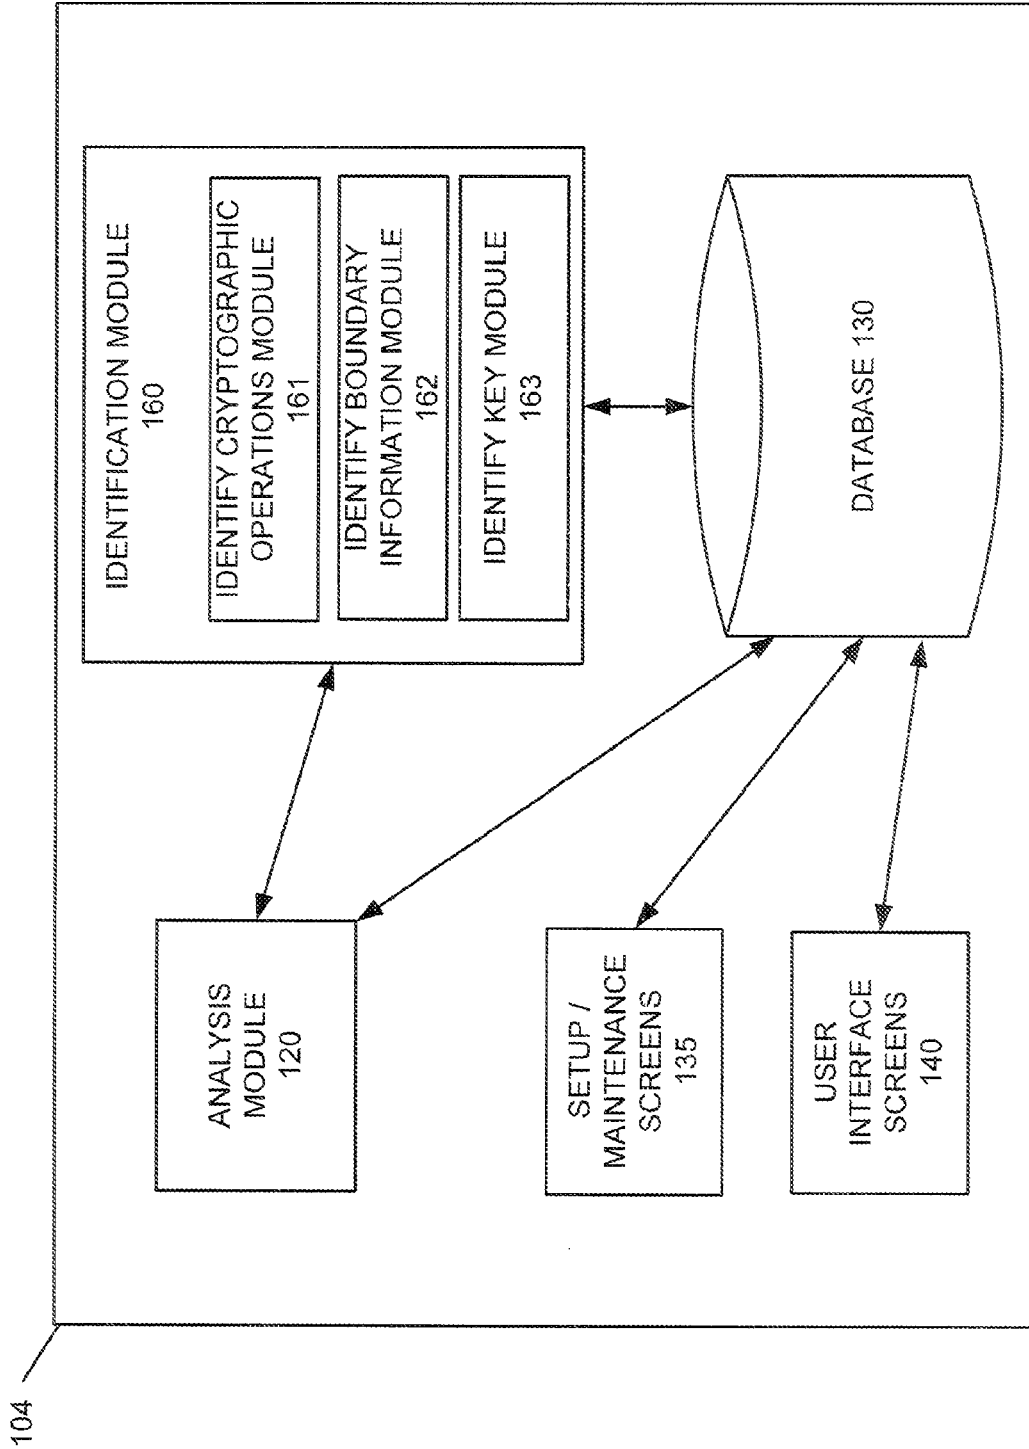 104
ANALYSIS
MODULE
120
SETUP /
MAINTENANCE
SCREENS
135
USER
INTERFACE
SCREENS
140
IDENTIFICATION MODULE
160
IDENTIFY CRYPTOGRAPHIC
OPERATIONS MODULE
161
IDENTIFY BOUNDARY
INFORMATION MODULE
162
IDENTIFY KEY MODULE
163
DATABASE 130